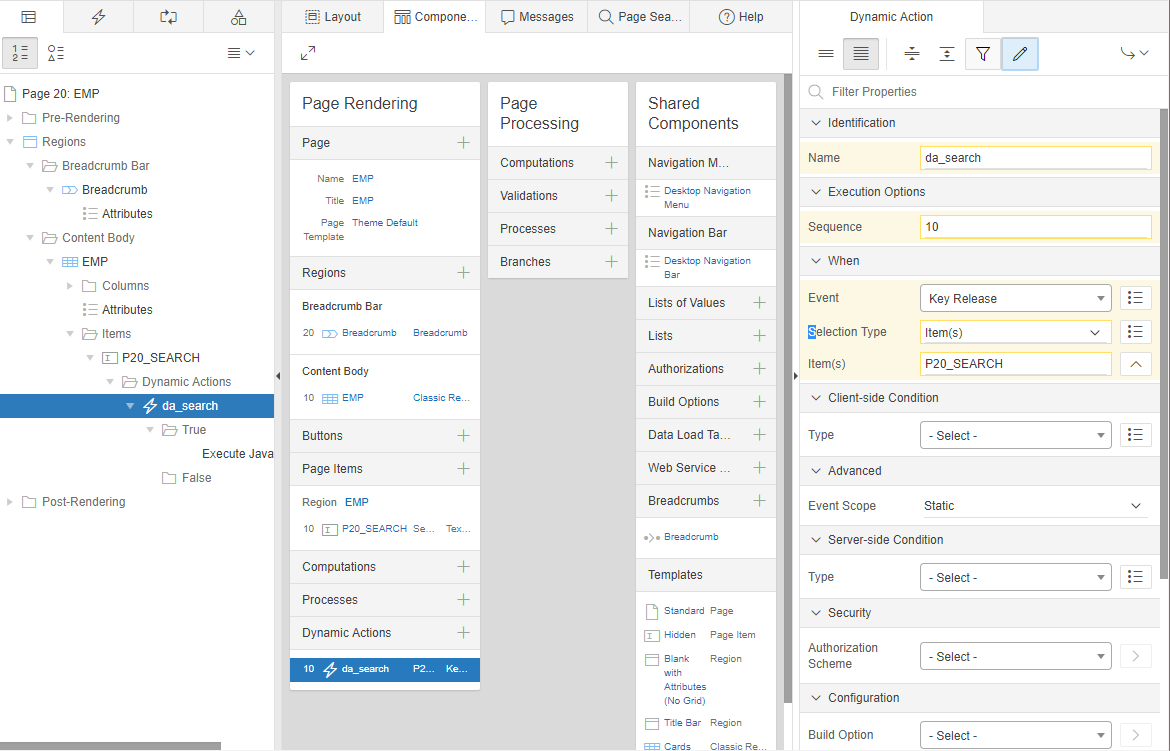 Layout
Compone...
Messages
Page Sea...
Help
Dynamic Action
Page 20: EMP
Pre-Rendering
Regions
Breadcrumb Bar
Breadcrumb
Attributes
Content Body
EMP
Columns
Attributes
Items
P20_SEARCH
Dynamic Actions
da_search
True
Execute Java
False
Post-Rendering
Page Rendering
Page
Name EMP
Title EMP
Page Template Theme Default
Regions
Breadcrumb Bar
20 Breadcrumb Breadcrumb
Content Body
10 EMP Classic Re...
Buttons
Page Items
Region EMP
10 P20_SEARCH Se... Tex...
Computations
Processes
Dynamic Actions
10 da_search P2... Ke...
Page
Processing
Computations
Validations
Processes
Branches
Shared
Components
Navigation M...
Desktop Navigation
Menu
Navigation Bar
Desktop Navigation
Bar
Lists of Values
Lists
Authorizations
Build Options
Data Load Ta...
Web Service ...
Breadcrumbs
Breadcrumb
Templates
Standard Page
Hidden Page Item
Blank Region
with
Attributes
(No Grid)
Title Bar Region
Cards Classic Re...
Filter Properties
Identification
Name da_search
Execution Options
Sequence 10
When
Event Key Release
Selection Type Item(s)
Item(s) P20_SEARCH
Client-side Condition
Type - Select -
Advanced
Event Scope Static
Server-side Condition
Type - Select -
Security
Authorization
Scheme - Select -
Configuration
Build Option - Select -